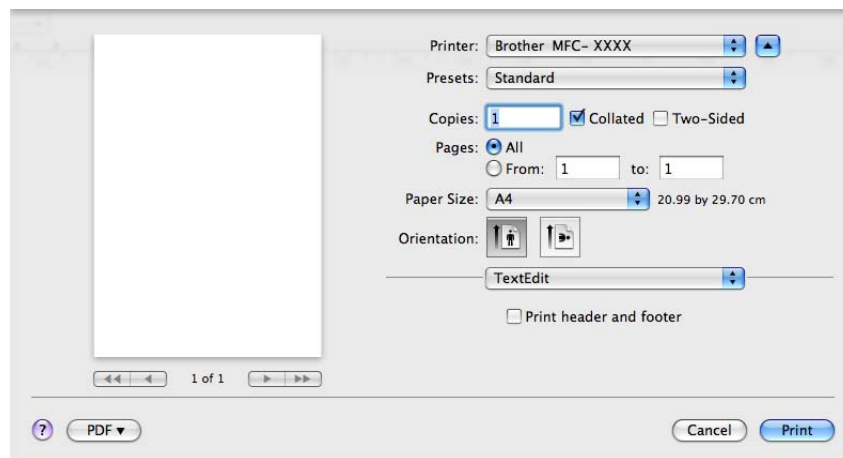 Printer: Brother MFC- XXXX
Presets: Standard
Copies: 1 Collated Two-Sided
Pages: All
From: 1 to: 1
Paper Size: A4 20.99 by 29.70 cm
Orientation:
TextEdit
Print header and footer
1 of 1
? PDF ▼ Cancel Print